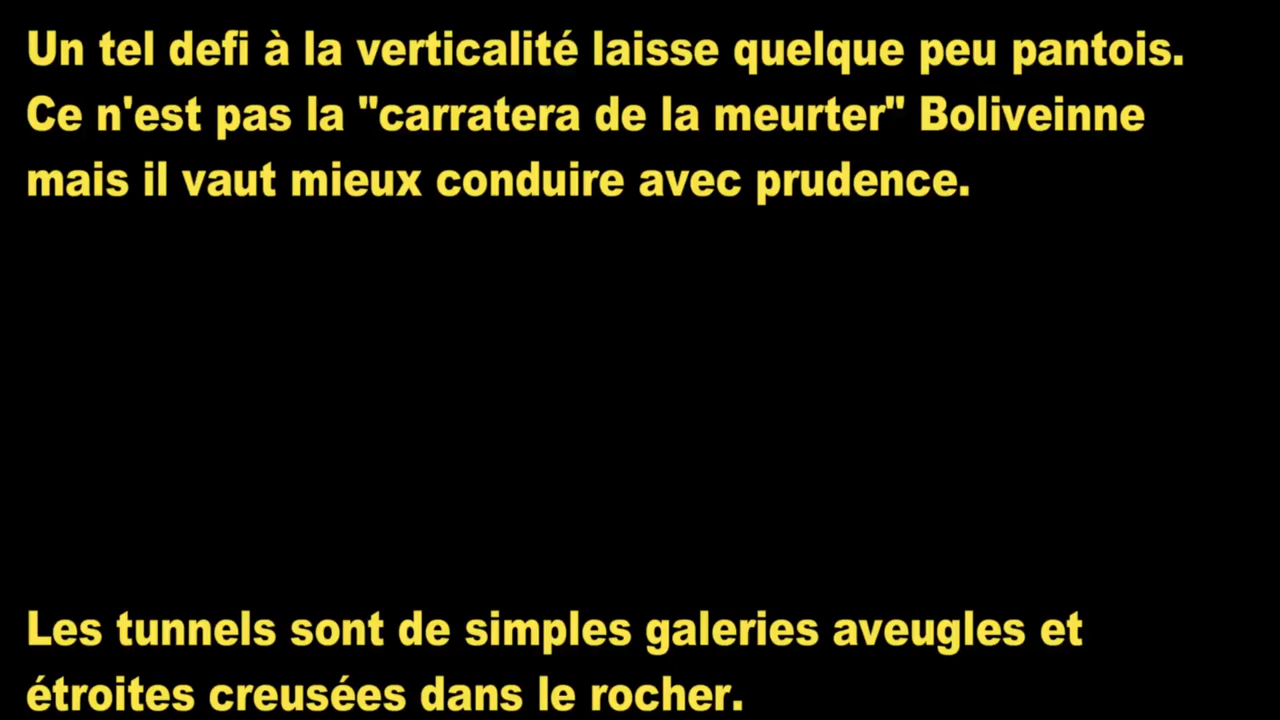 Un tel defi à la verticalité laisse quelque peu pantois.
Ce n'est pas la "carratera de la meurter" Boliveinne
mais il vaut mieux conduire avec prudence.
Les tunnels sont de simples galeries aveugles et
étroites creusées dans le rocher.